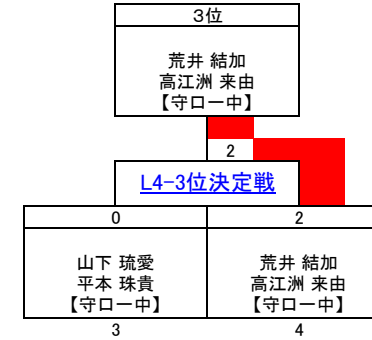 3位
荒井 結加
高江洲 来由
【守口一中】
2
L4-3位決定戦
0 2
山下 琉愛 荒井 結加
平本 珠貴 高江洲 来由
【守口一中】 【守口一中】
3 4